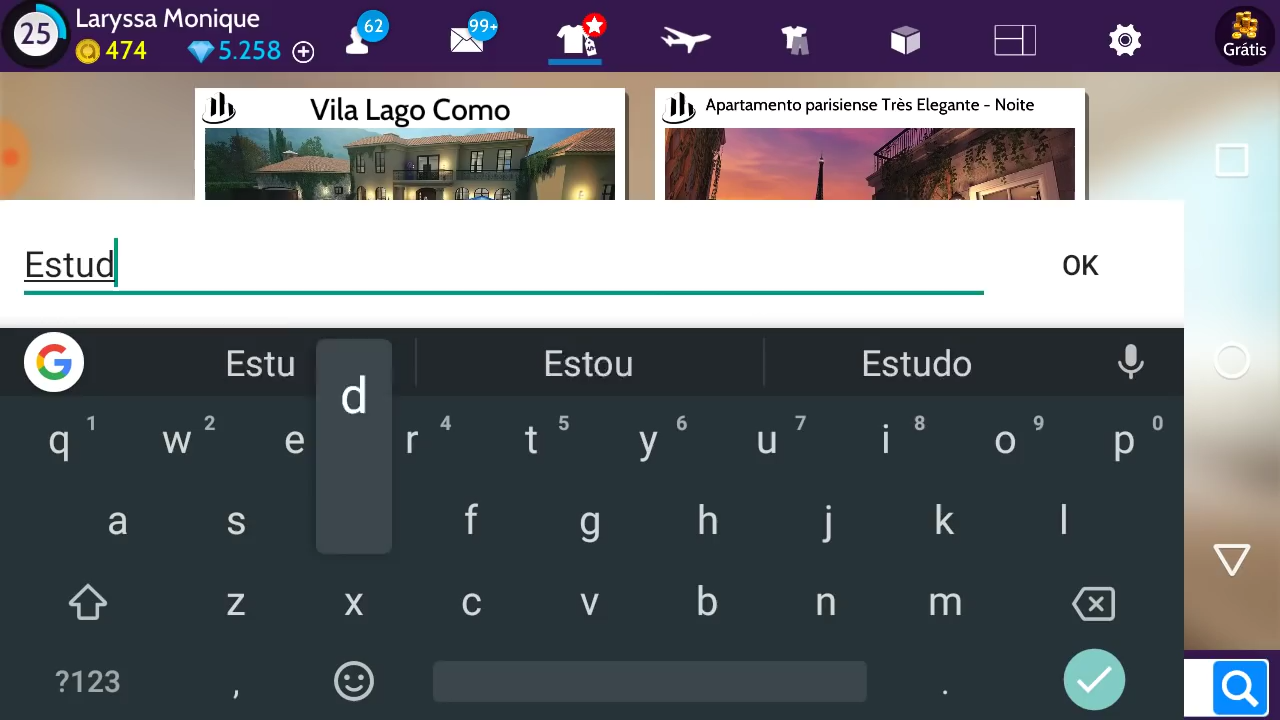 25
Laryssa Monique
474
5.258
62
99+
Grátis
Vila Lago Como
Apartamento parisiense Très Elegante - Noite
Estud
OK
Estu
Estou
Estudo
d
q 1 w 2 e r 4 t 5 y 6 u 7 i 8 o 9 p 0
a s f g h j k l
z x c v b n m
?123 , .